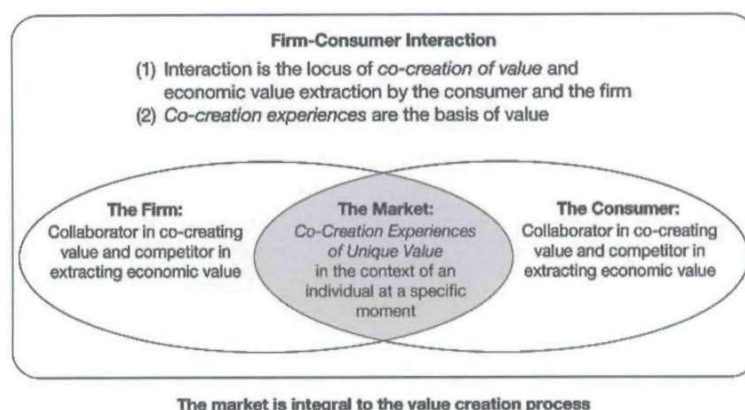 Firm-Consumer Interaction
(1) Interaction is the locus of co-creation of value and
economic value extraction by the consumer and the firm
(2) Co-creation experiences are the basis of value
The Firm:
Collaborator in co-creating
value and competitor in
extracting economic value
The Market:
Co-Creation Experiences
of Unique Value
in the context of an
individual at a specific
moment
The Consumer:
Collaborator in co-creating
value and competitor in
extracting economic value
The market is integral to the value creation process